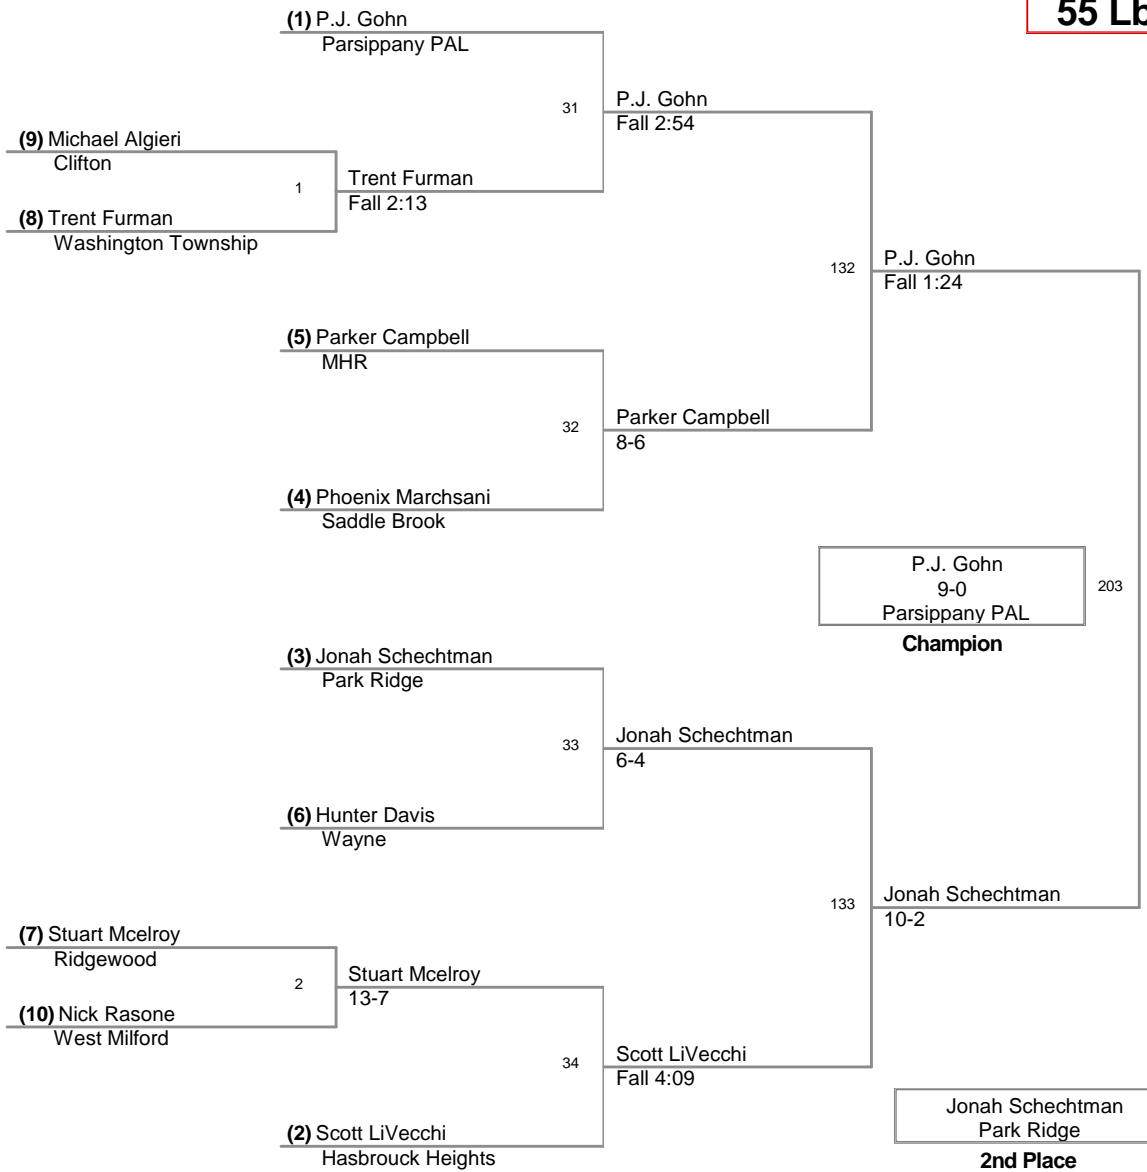 55 Lb
(1) P.J. Gohn
Parsippany PAL
31
P.J. Gohn
Fall 2:54
(9) Michael Algieri
Clifton
1
Trent Furman
Fall 2:13
(8) Trent Furman
Washington Township
132
P.J. Gohn
Fall 1:24
(5) Parker Campbell
MHR
32
Parker Campbell
8-6
(4) Phoenix Marchsani
Saddle Brook
P.J. Gohn
9-0
Parsippany PAL
203
Champion
(3) Jonah Schechtman
Park Ridge
33
Jonah Schechtman
6-4
(6) Hunter Davis
Wayne
133
Jonah Schechtman
10-2
(7) Stuart Mcelroy
Ridgewood
2
Stuart Mcelroy
13-7
(10) Nick Rasone
West Milford
34
Scott LiVecchi
Fall 4:09
(2) Scott LiVecchi
Hasbrouck Heights
Jonah Schechtman
Park Ridge
2nd Place